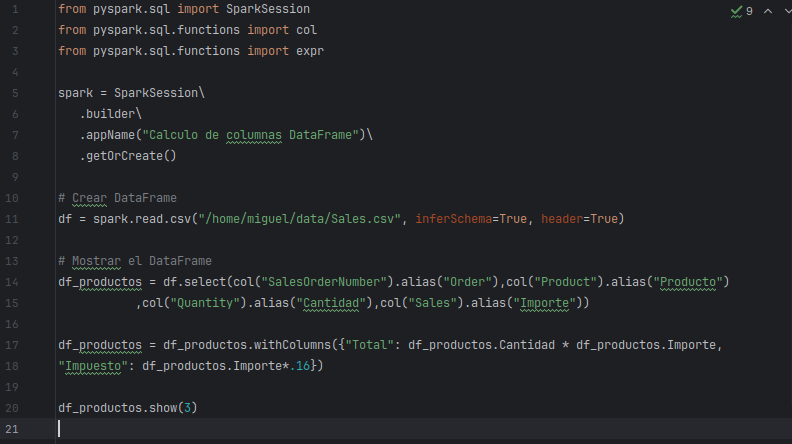 9
1 from pyspark.sql import SparkSession
2 from pyspark.sql.functions import col
3 from pyspark.sql.functions import expr
4
5 spark = SparkSession\
6 .builder\
7 .appName("Calculo de columnas DataFrame")\
8 .getOrCreate()
9
10 # Crear DataFrame
11 df = spark.read.csv("/home/miguel/data/Sales.csv", inferSchema=True, header=True)
12
13 # Mostrar el DataFrame
14 df_productos = df.select(col("SalesOrderNumber").alias("Order"),col("Product").alias("Producto")
15 ,col("Quantity").alias("Cantidad"),col("Sales").alias("Importe"))
16
17 df_productos = df_productos.withColumns({"Total": df_productos.Cantidad * df_productos.Importe,
18 "Impuesto": df_productos.Importe*.16})
19
20 df_productos.show(3)
21